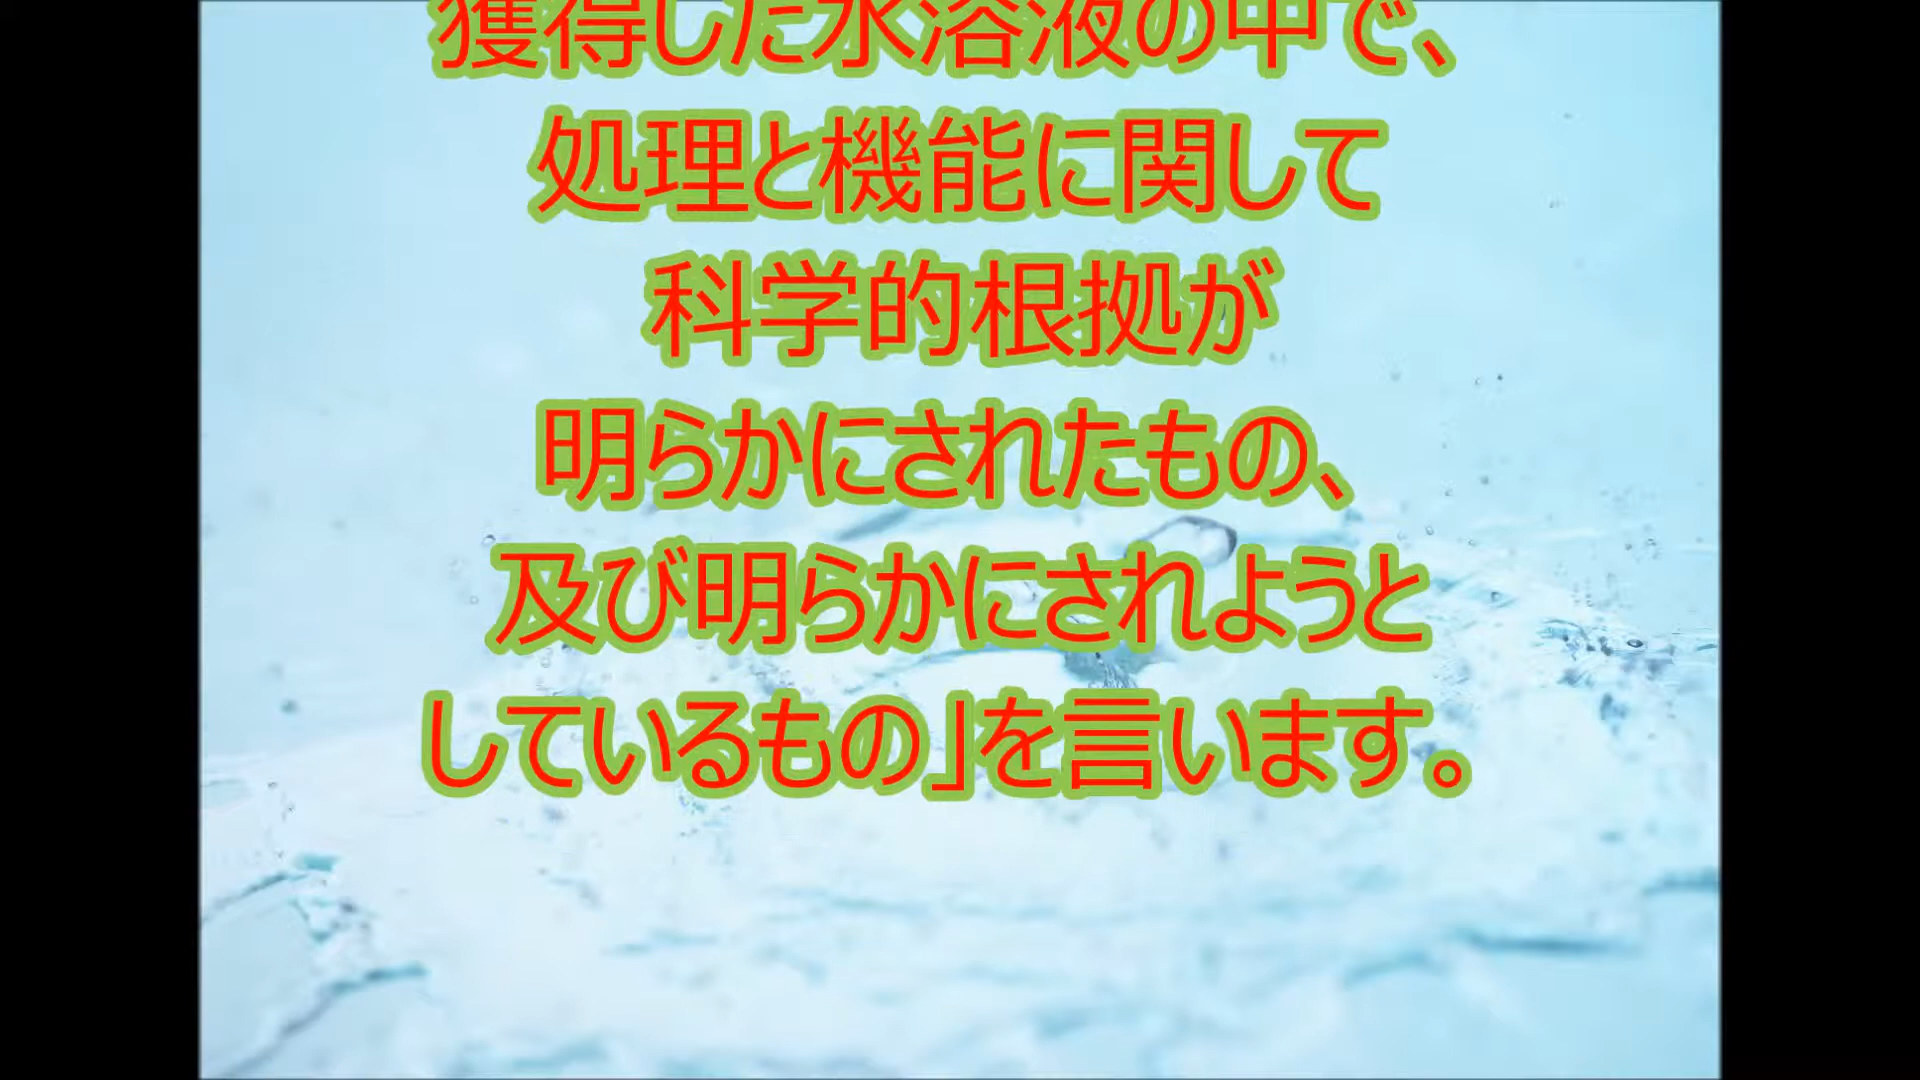 獲得した水溶液の中で、
処理と機能に関して
科学的根拠が
明らかにされたもの、
及び明らかにされようと
しているもの」を言います。